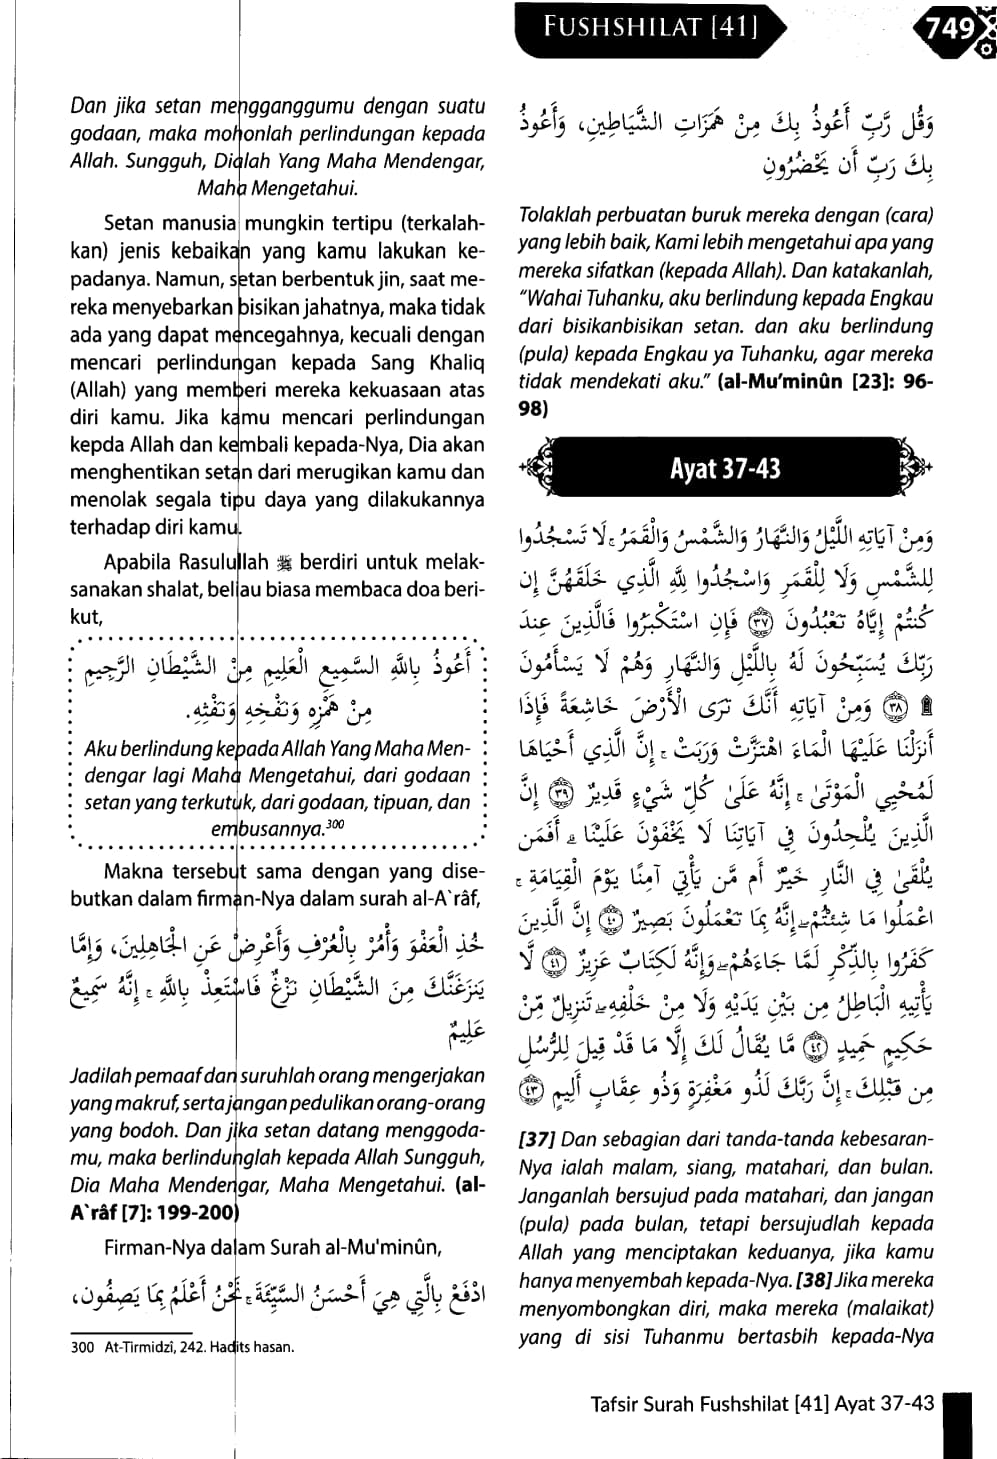 FUSHSHILAT [41]
749
Dan jika setan mengganggumu dengan suatu
godaan, maka mohonlah perlindungan kepada
Allah. Sungguh, Dialah Yang Maha Mendengar,
Maha Mengetahui.
Setan manusia mungkin tertipu (terkalah-
kan) jenis kebaikan yang kamu lakukan ke-
padanya. Namun, setan berbentuk jin, saat me-
reka menyebarkan bisikan jahatnya, maka tidak
ada yang dapat mencegahnya, kecuali dengan
mencari perlindungan kepada Sang Khaliq
(Allah) yang memberi mereka kekuasaan atas
diri kamu. Jika kamu mencari perlindungan
kepda Allah dan kembali kepada-Nya, Dia akan
menghentikan setan dari merugikan kamu dan
menolak segala tipu daya yang dilakukannya
terhadap diri kamu.
Apabila Rasulullah ﷺ berdiri untuk melak-
sanakan shalat, beliau biasa membaca doa beri-
kut,
أَعُوذُ بِاللَّهِ السَّمِيعِ الْعَلِيمِ مِنْ الشَّيْطَانِ الرَّجِيمِ
مِنْ هَمْزِهِ وَنَفْخِهِ وَنَفْثِهِ.
Aku berlindung kepada Allah Yang Maha Men-
dengar lagi Maha Mengetahui, dari godaan
setan yang terkutuk, dari godaan, tipuan, dan
embusannya.³⁰⁰
Makna tersebut sama dengan yang dise-
butkan dalam firman-Nya dalam surah al-A`râf,
خُذِ الْعَفْوَ وَأْمُرْ بِالْعُرْفِ وَأَعْرِضْ عَنِ الْجَاهِلِينَ، وَإِمَّا
يَنزَغَنَّكَ مِنَ الشَّيْطَانِ نَزْغٌ فَاسْتَعِذْ بِاللَّهِ ۚ إِنَّهُ سَمِيعٌ
عَلِيمٌ
Jadilah pemaaf dan suruhlah orang mengerjakan
yang makruf, serta jangan pedulikan orang-orang
yang bodoh. Dan jika setan datang menggoda-
mu, maka berlindunglah kepada Allah Sungguh,
Dia Maha Mendengar, Maha Mengetahui. (al-
A`râf [7]: 199-200)
Firman-Nya dalam Surah al-Mu'minûn,
ادْفَعْ بِالَّتِي هِيَ أَحْسَنُ السَّيِّئَةَ ۚ نَحْنُ أَعْلَمُ بِمَا يَصِفُونَ،
300 At-Tirmidzî, 242. Hadits hasan.
وَقُل رَّبِّ أَعُوذُ بِكَ مِنْ هَمَزَاتِ الشَّيَاطِينِ، وَأَعُوذُ
بِكَ رَبِّ أَن يَحْضُرُونِ
Tolaklah perbuatan buruk mereka dengan (cara)
yang lebih baik, Kami lebih mengetahui apa yang
mereka sifatkan (kepada Allah). Dan katakanlah,
“Wahai Tuhanku, aku berlindung kepada Engkau
dari bisikanbisikan setan. dan aku berlindung
(pula) kepada Engkau ya Tuhanku, agar mereka
tidak mendekati aku.” (al-Mu’minûn [23]: 96-
98)
Ayat 37-43
وَمِنْ آيَاتِهِ اللَّيْلُ وَالنَّهَارُ وَالشَّمْسُ وَالْقَمَرُ ۚ لَا تَسْجُدُوا
لِلشَّمْسِ وَلَا لِلْقَمَرِ وَاسْجُدُوا لِلَّهِ الَّذِي خَلَقَهُنَّ إِن
كُنتُمْ إِيَّاهُ تَعْبُدُونَ ﴿٣٧﴾ فَإِنِ اسْتَكْبَرُوا فَالَّذِينَ عِندَ
رَبِّكَ يُسَبِّحُونَ لَهُ بِاللَّيْلِ وَالنَّهَارِ وَهُمْ لَا يَسْأَمُونَ
۩ ﴿٣٨﴾ وَمِنْ آيَاتِهِ أَنَّكَ تَرَى الْأَرْضَ خَاشِعَةً فَإِذَا
أَنزَلْنَا عَلَيْهَا الْمَاءَ اهْتَزَّتْ وَرَبَتْ ۚ إِنَّ الَّذِي أَحْيَاهَا
لَمُحْيِي الْمَوْتَىٰ ۚ إِنَّهُ عَلَىٰ كُلِّ شَيْءٍ قَدِيرٌ ﴿٣٩﴾ إِنَّ
الَّذِينَ يُلْحِدُونَ فِي آيَاتِنَا لَا يَخْفَوْنَ عَلَيْنَا ۗ أَفَمَن
يُلْقَىٰ فِي النَّارِ خَيْرٌ أَم مَّن يَأْتِي آمِنًا يَوْمَ الْقِيَامَةِ ۚ
اعْمَلُوا مَا شِئْتُمْ ۖ إِنَّهُ بِمَا تَعْمَلُونَ بَصِيرٌ ﴿٤٠﴾ إِنَّ الَّذِينَ
كَفَرُوا بِالذِّكْرِ لَمَّا جَاءَهُمْ ۖ وَإِنَّهُ لَكِتَابٌ عَزِيزٌ ﴿٤١﴾ لَّا
يَأْتِيهِ الْبَاطِلُ مِن بَيْنِ يَدَيْهِ وَلَا مِنْ خَلْفِهِ ۖ تَنزِيلٌ مِّنْ
حَكِيمٍ حَمِيدٍ ﴿٤٢﴾ مَّا يُقَالُ لَكَ إِلَّا مَا قَدْ قِيلَ لِلرُّسُلِ
مِن قَبْلِكَ ۚ إِنَّ رَبَّكَ لَذُو مَغْفِرَةٍ وَذُو عِقَابٍ أَلِيمٍ ﴿٤٣﴾
[37] Dan sebagian dari tanda-tanda kebesaran-
Nya ialah malam, siang, matahari, dan bulan.
Janganlah bersujud pada matahari, dan jangan
(pula) pada bulan, tetapi bersujudlah kepada
Allah yang menciptakan keduanya, jika kamu
hanya menyembah kepada-Nya. [38] Jika mereka
menyombongkan diri, maka mereka (malaikat)
yang di sisi Tuhanmu bertasbih kepada-Nya
Tafsir Surah Fushshilat [41] Ayat 37-43